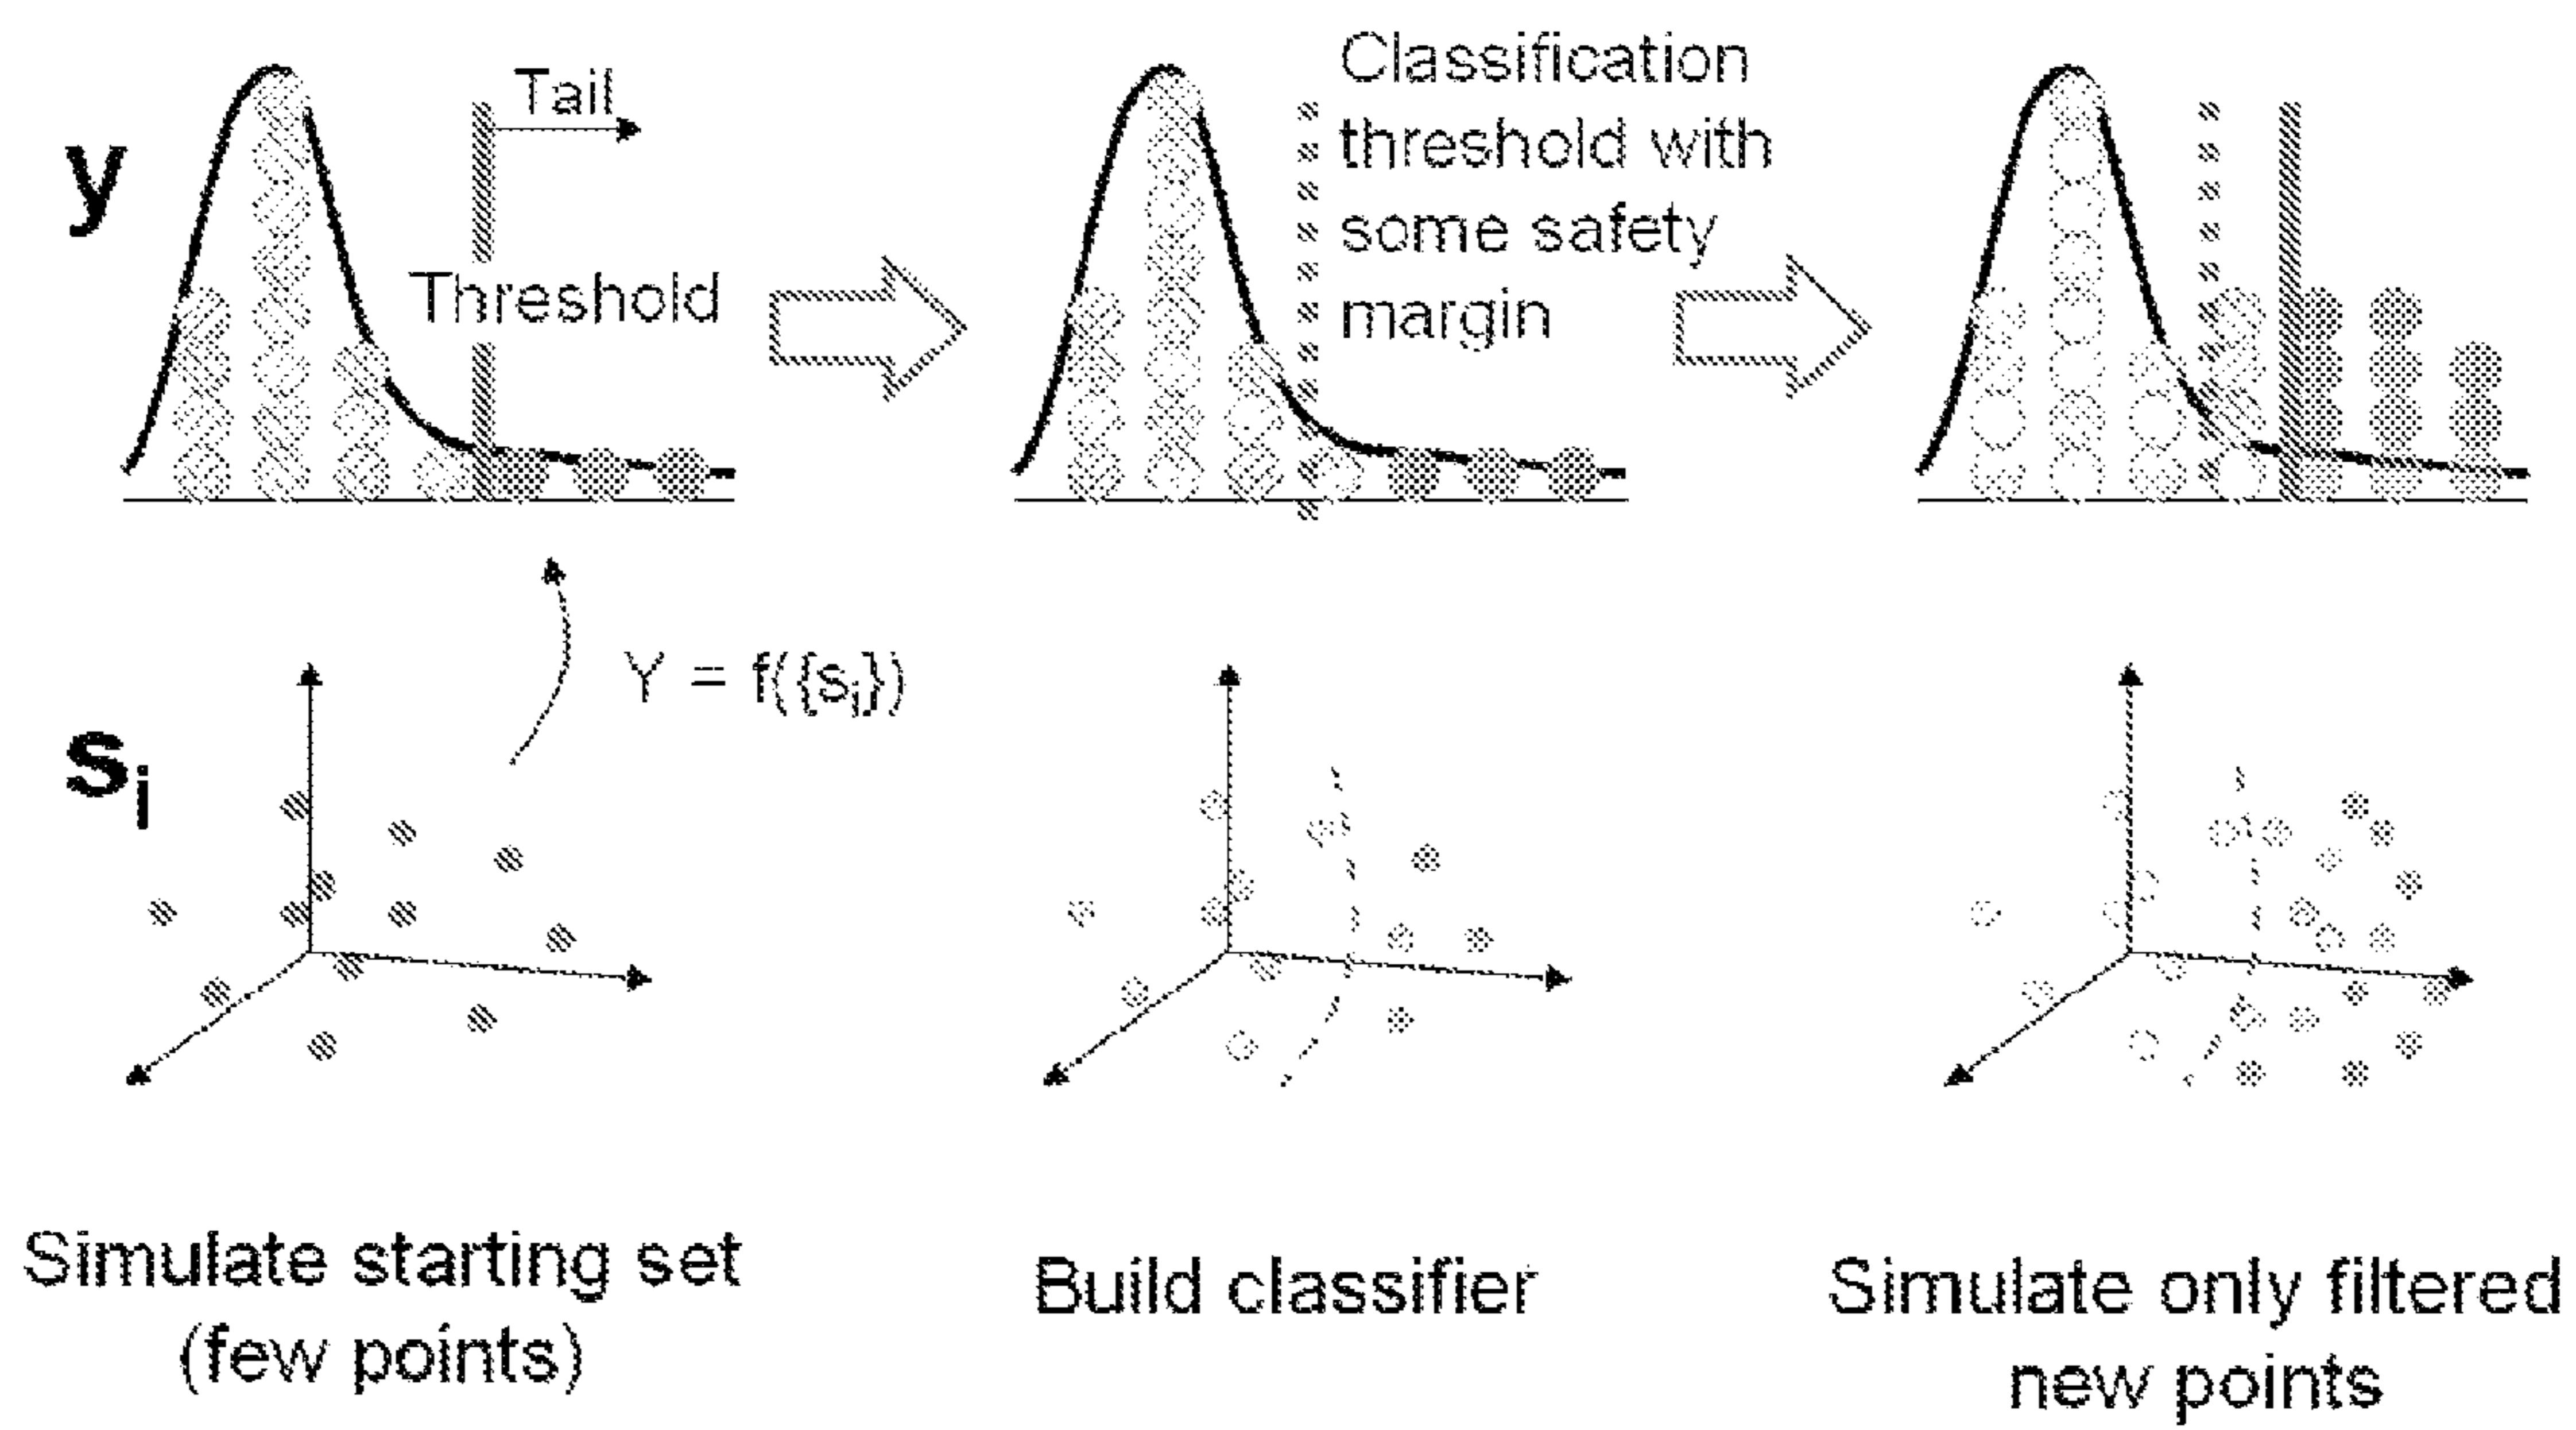 y
Tail
Threshold
Classification
threshold with
some safety
margin
s_i
Y = f({s_i})
Simulate starting set
(few points)
Build classifier
Simulate only filtered
new points